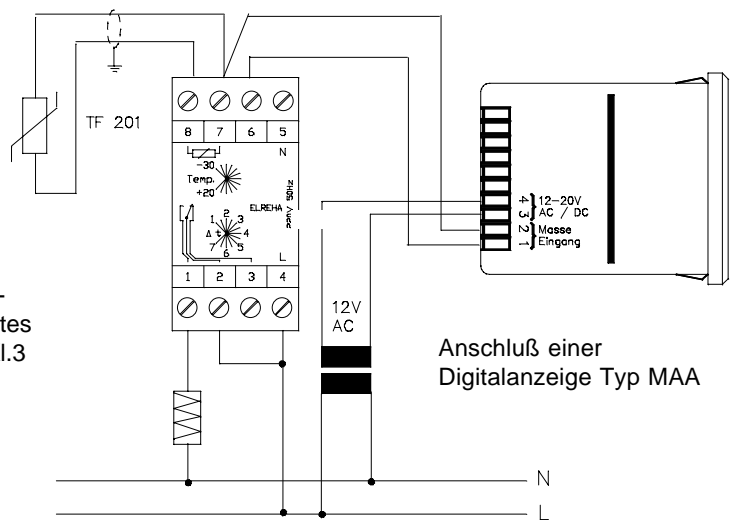 TF 201
8 7 6 5
N
-30
Temp.
+20
ELREHA
220V 50Hz
1 2 3
Δ t 4
7 6 5
L
1 2 3 4
12V
AC
4 12-20V
3 AC / DC
2 Masse
1 Eingang
-
tes
l.3
Anschluß einer
Digitalanzeige Typ MAA
N
L